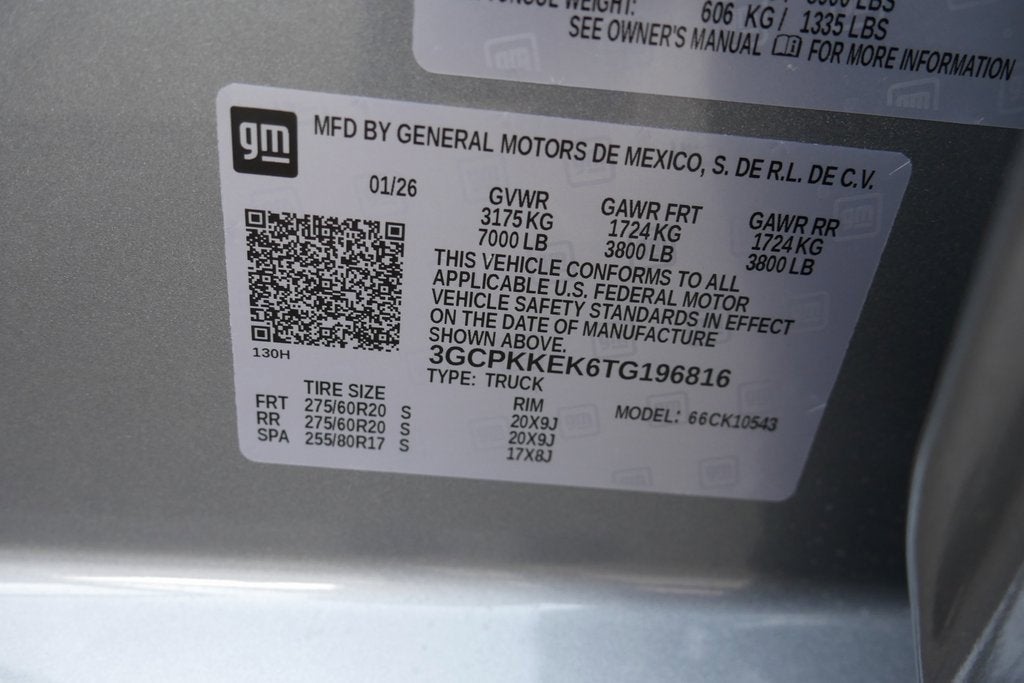 TONGUE WEIGHT: 606 KG / 1335 LBS
SEE OWNER'S MANUAL FOR MORE INFORMATION
gm
MFD BY GENERAL MOTORS DE MEXICO, S. DE R.L. DE C.V.
01/26
GVWR GAWR FRT GAWR RR
3175 KG 1724 KG 1724 KG
7000 LB 3800 LB 3800 LB
THIS VEHICLE CONFORMS TO ALL
APPLICABLE U.S. FEDERAL MOTOR
VEHICLE SAFETY STANDARDS IN EFFECT
ON THE DATE OF MANUFACTURE
SHOWN ABOVE.
130H
3GCPKKEK6TG196816
TYPE: TRUCK
TIRE SIZE RIM MODEL: 66CK10543
FRT 275/60R20 S 20X9J
RR 275/60R20 S 20X9J
SPA 255/80R17 S 17X8J